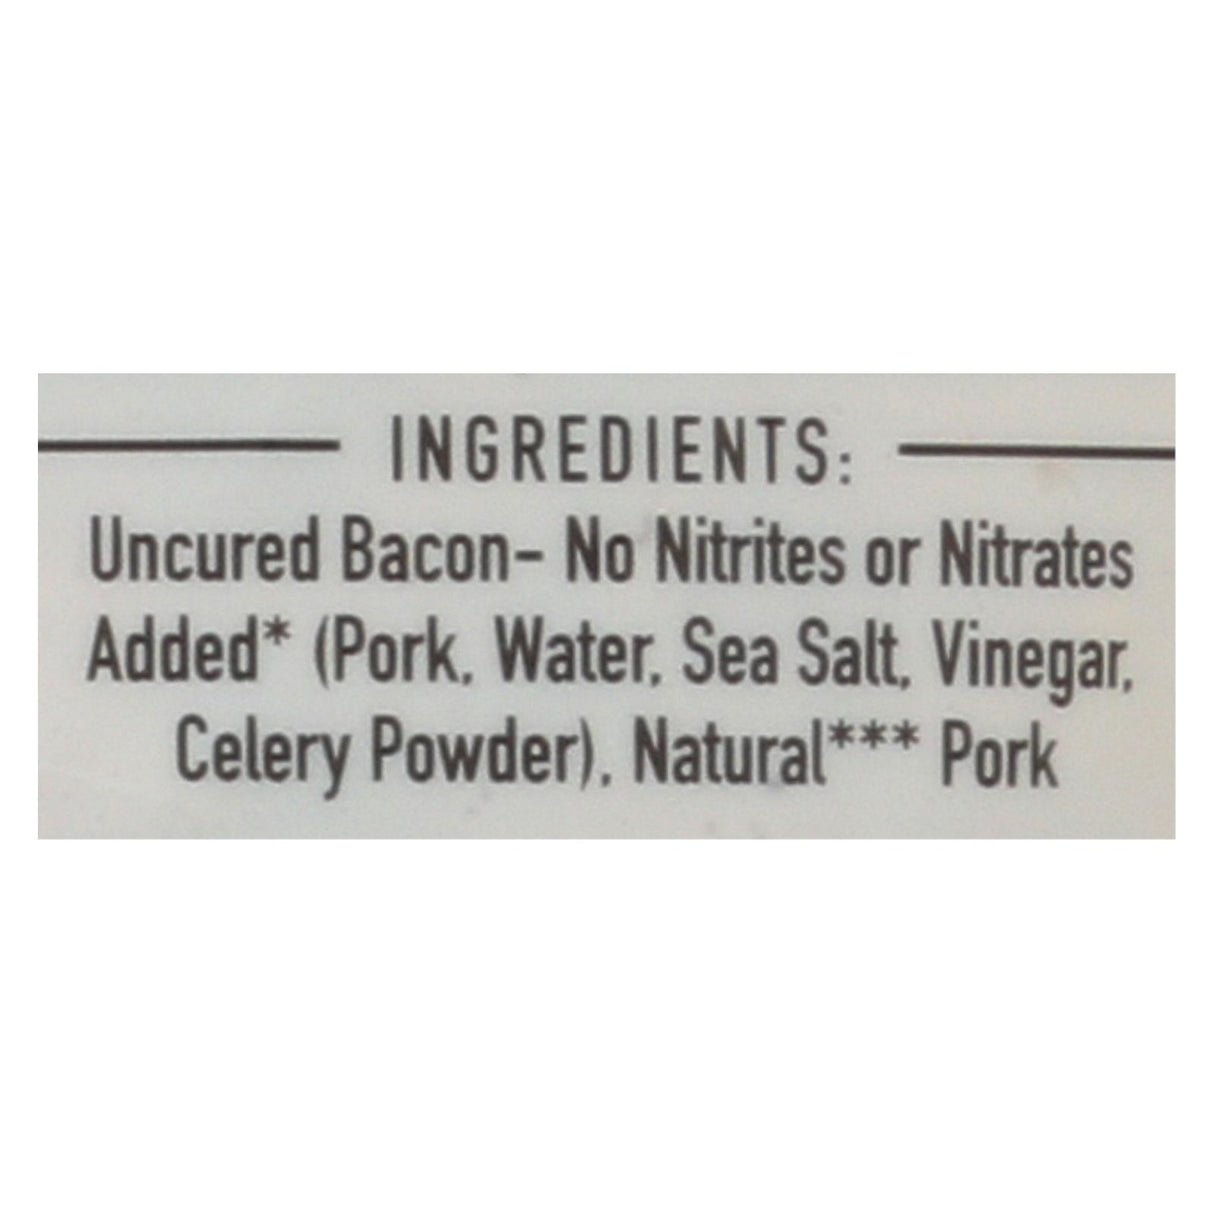 INGREDIENTS:
Uncured Bacon- No Nitrites or Nitrates
Added* (Pork, Water, Sea Salt, Vinegar,
Celery Powder), Natural*** Pork